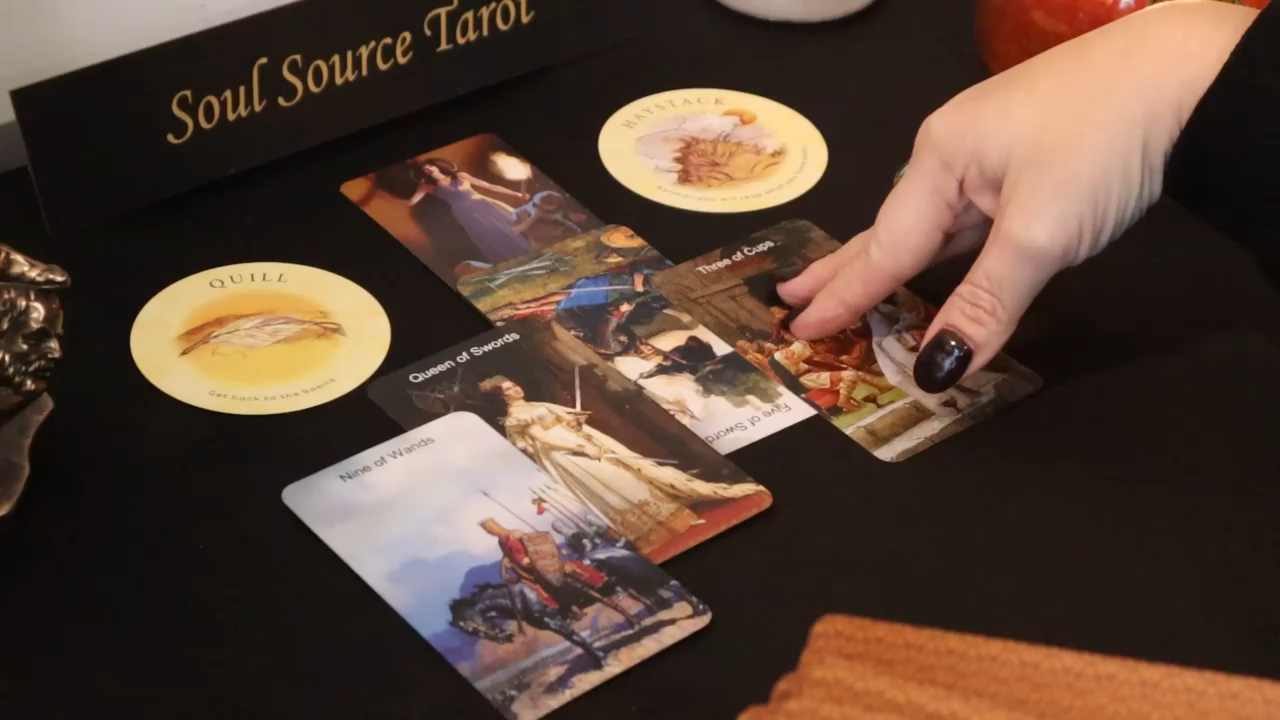 Soul Source Tarot
HAYSTACK
QUILL
Get back to the basics
Three of Cups
Queen of Swords
Five of Sword
Nine of Wands